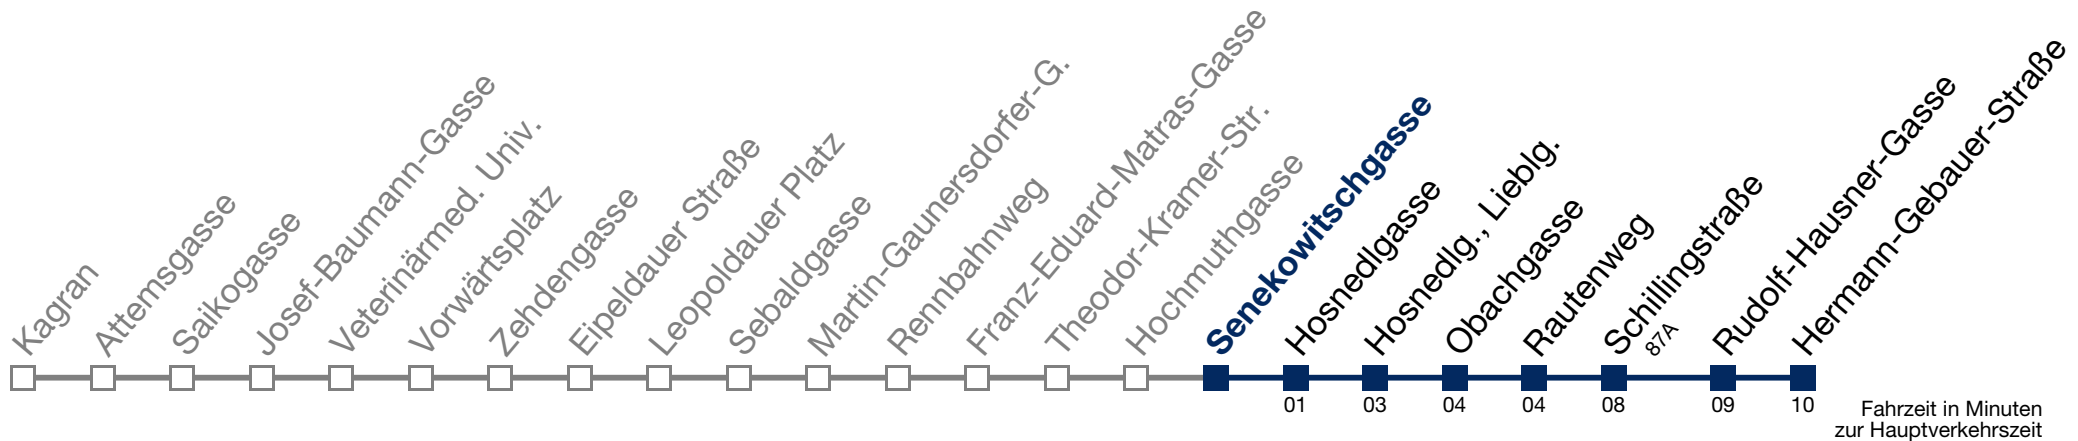 Kagran
Attemsgasse
Saikogasse
Josef-Baumann-Gasse
Veterinärmed. Univ.
Vorwärtsplatz
Zehdengasse
Eipeldauer Straße
Leopoldauer Platz
Sebaldgasse
Martin-Gaunersdorfer-G.
Rennbahnweg
Franz-Eduard-Matras-Gasse
Theodor-Kramer-Str.
Hochmuthgasse
Senekowitschgasse
Hosnedlgasse
Hosnedlg., Lieblg.
Obachgasse
Rautenweg
Schillingstraße
87A
Rudolf-Hausner-Gasse
Hermann-Gebauer-Straße
01 03 04 04 08 09 10
Fahrzeit in Minuten
zur Hauptverkehrszeit